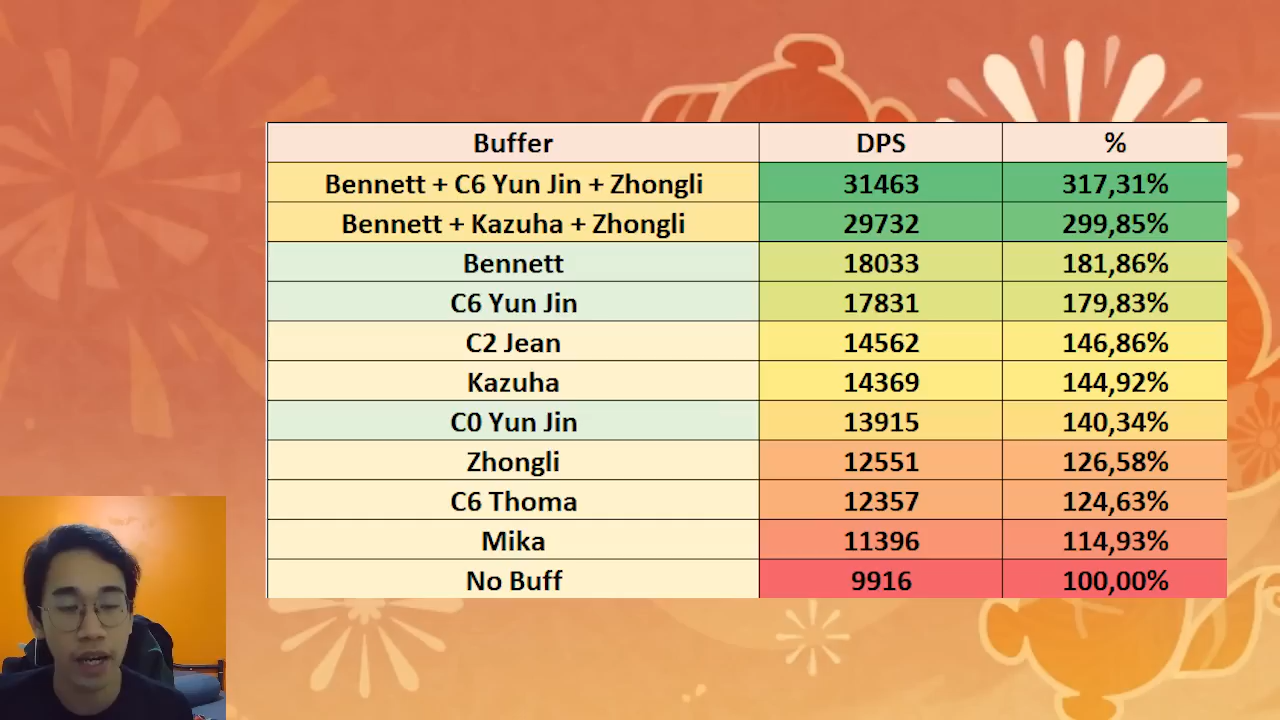 Buffer DPS %
Bennett + C6 Yun Jin + Zhongli 31463 317,31%
Bennett + Kazuha + Zhongli 29732 299,85%
Bennett 18033 181,86%
C6 Yun Jin 17831 179,83%
C2 Jean 14562 146,86%
Kazuha 14369 144,92%
C0 Yun Jin 13915 140,34%
Zhongli 12551 126,58%
C6 Thoma 12357 124,63%
Mika 11396 114,93%
No Buff 9916 100,00%